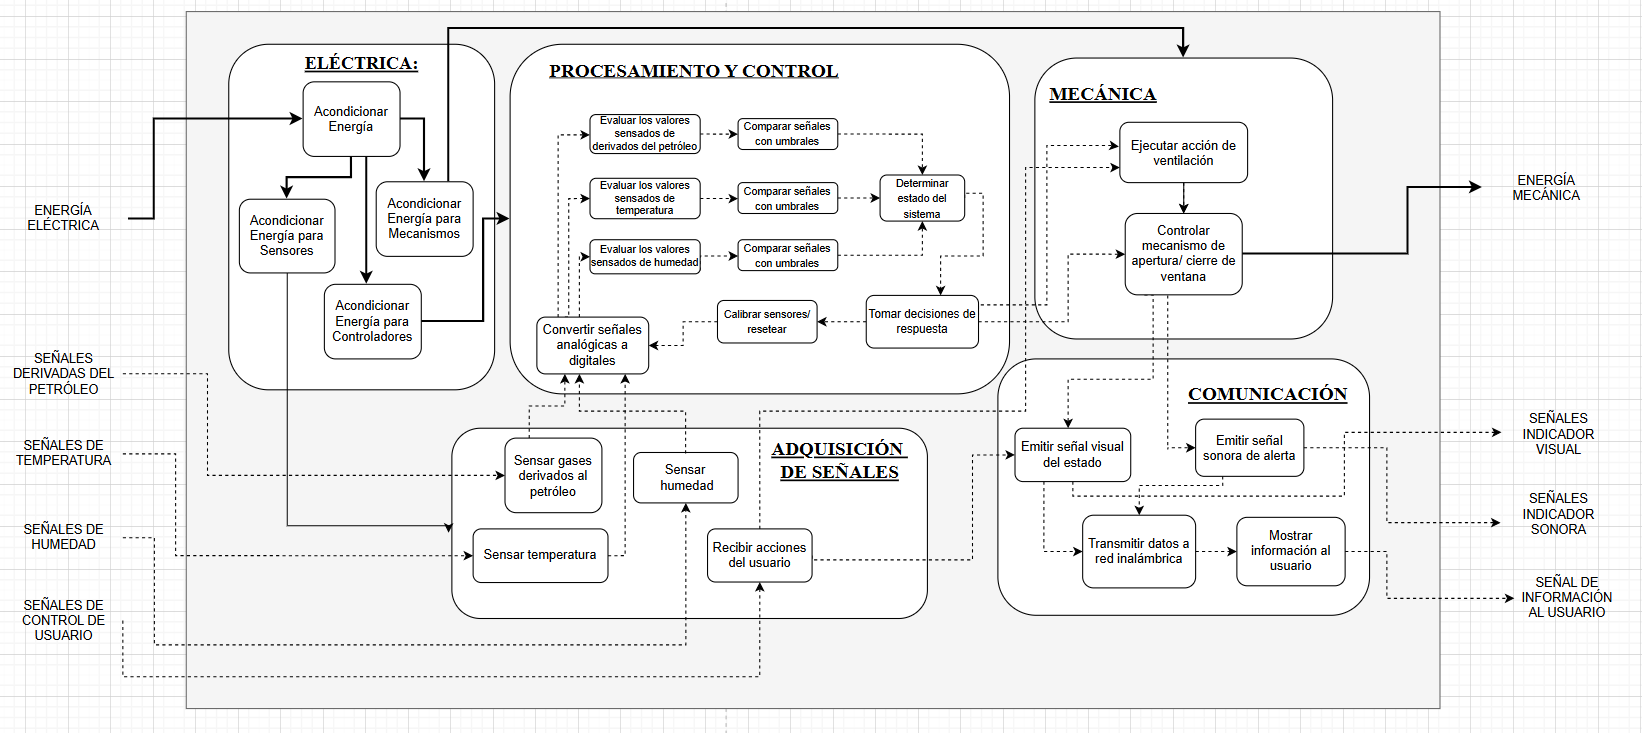 ELÉCTRICA:
Acondicionar
Energía
Acondicionar
Energía para
Sensores
Acondicionar
Energía para
Mecanismos
Acondicionar
Energía para
Controladores
PROCESAMIENTO Y CONTROL
Evaluar los valores
sensados de
derivados del petróleo
Comparar señales
con umbrales
Evaluar los valores
sensados de
temperatura
Comparar señales
con umbrales
Determinar
estado del
sistema
Evaluar los valores
sensados de humedad
Comparar señales
con umbrales
Convertir señales
analógicas a
digitales
Calibrar sensores/
resetear
Tomar decisiones de
respuesta
MECÁNICA
Ejecutar acción de
ventilación
Controlar
mecanismo de
apertura/ cierre de
ventana
ADQUISICIÓN
DE SEÑALES
Sensar gases
derivados al
petróleo
Sensar
humedad
Sensar temperatura
Recibir acciones
del usuario
COMUNICACIÓN
Emitir señal visual
del estado
Emitir señal
sonora de alerta
Transmitir datos a
red inalámbrica
Mostrar
información al
usuario
ENERGÍA
ELÉCTRICA
SEÑALES
DERIVADAS DEL
PETRÓLEO
SEÑALES DE
TEMPERATURA
SEÑALES DE
HUMEDAD
SEÑALES DE
CONTROL DE
USUARIO
ENERGÍA
MECÁNICA
SEÑALES
INDICADOR
VISUAL
SEÑALES
INDICADOR
SONORA
SEÑAL DE
INFORMACIÓN
AL USUARIO